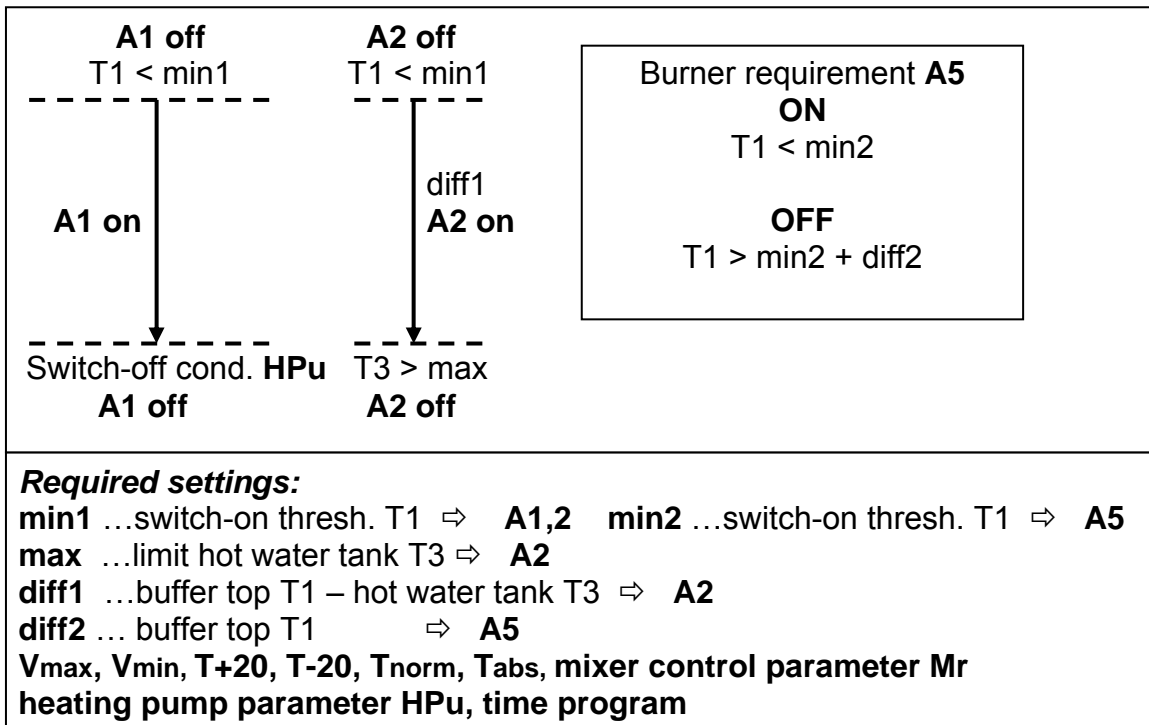 A1 off
T1 < min1
A1 on
Switch-off cond. HPu
A1 off
A2 off
T1 < min1
diff1
A2 on
T3 > max
A2 off
Burner requirement A5
ON
T1 < min2
OFF
T1 > min2 + diff2
Required settings:
min1 …switch-on thresh. T1 ⇨ A1,2 min2 …switch-on thresh. T1 ⇨ A5
max …limit hot water tank T3 ⇨ A2
diff1 …buffer top T1 – hot water tank T3 ⇨ A2
diff2 … buffer top T1 ⇨ A5
Vmax, Vmin, T+20, T-20, Tnorm, Tabs, mixer control parameter Mr
heating pump parameter HPu, time program